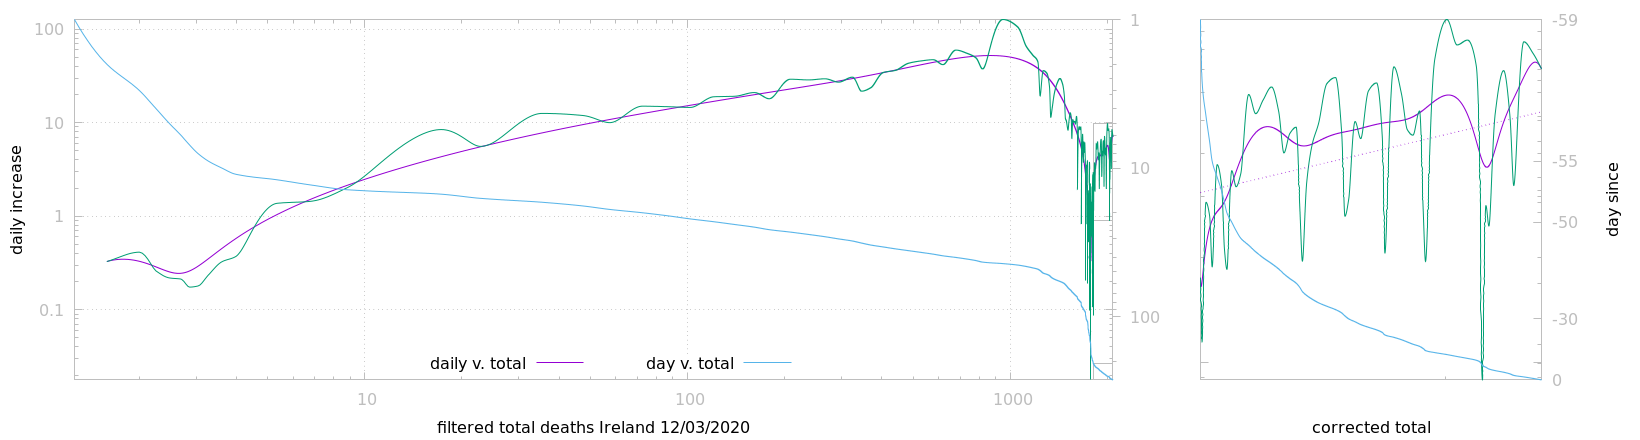 100
10
1
0.1
daily increase
1
10
100
-59
-55
-50
-30
0
day since
daily v. total
day v. total
10
100
1000
filtered total deaths Ireland 12/03/2020
corrected total